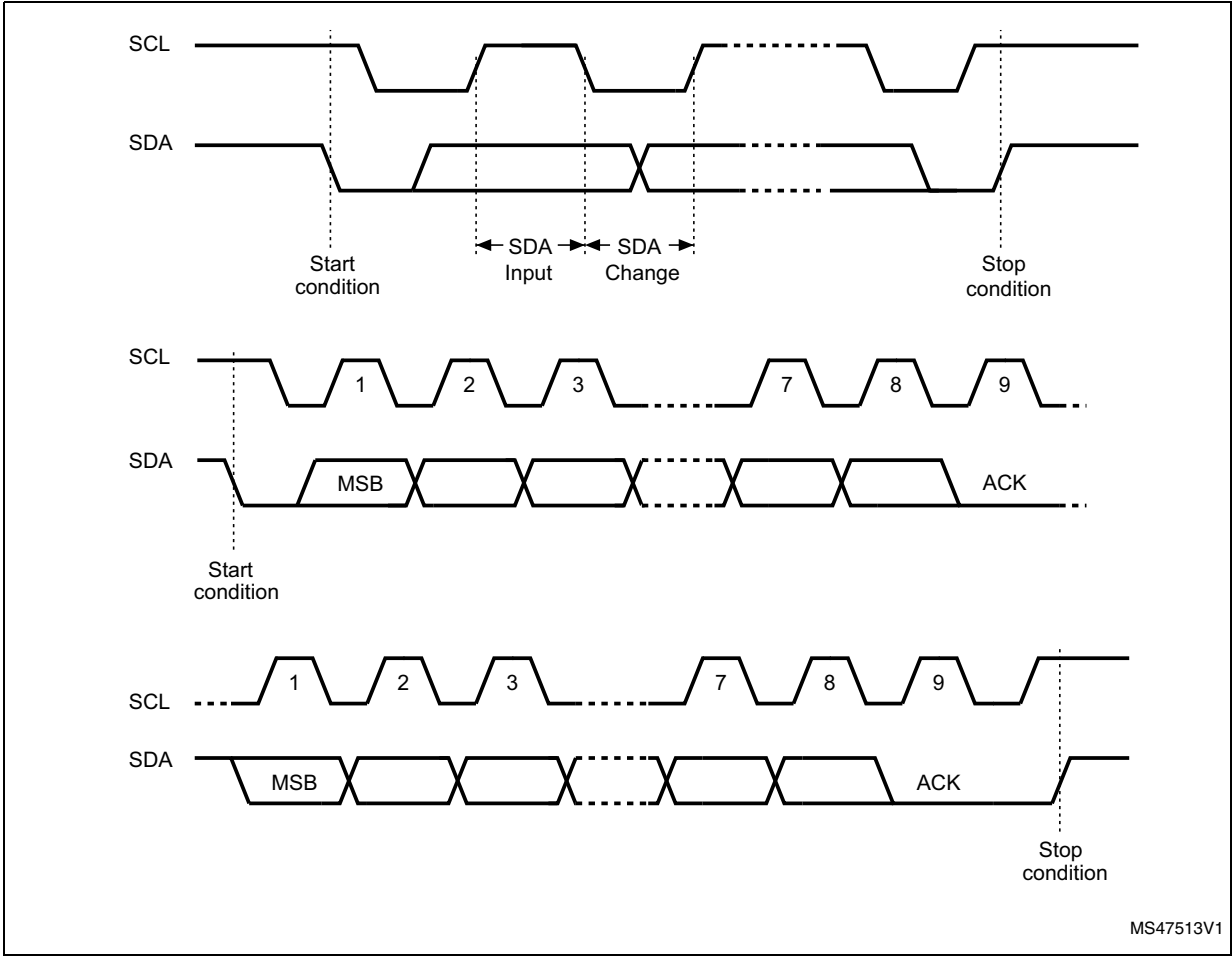 SCL
SDA
SDA
Input
SDA
Change
Start
condition
Stop
condition
SCL
1 2 3 7 8 9
SDA
MSB ACK
Start
condition
1 2 3 7 8 9
SCL
SDA
MSB ACK
Stop
condition
MS47513V1